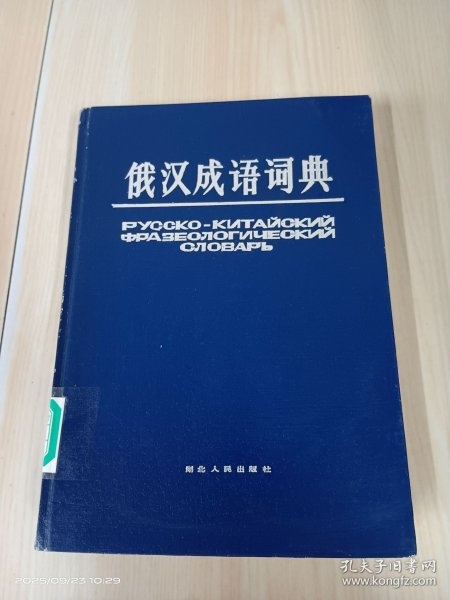 俄汉成语词典
РУССКО-КИТАЙСКИЙ
ФРАЗЕОЛОГИЧЕСКИЙ
СЛОВАРЬ
湖北人民出版社
2025/09/23 10:29
孔夫子旧书网
www.kongfz.com